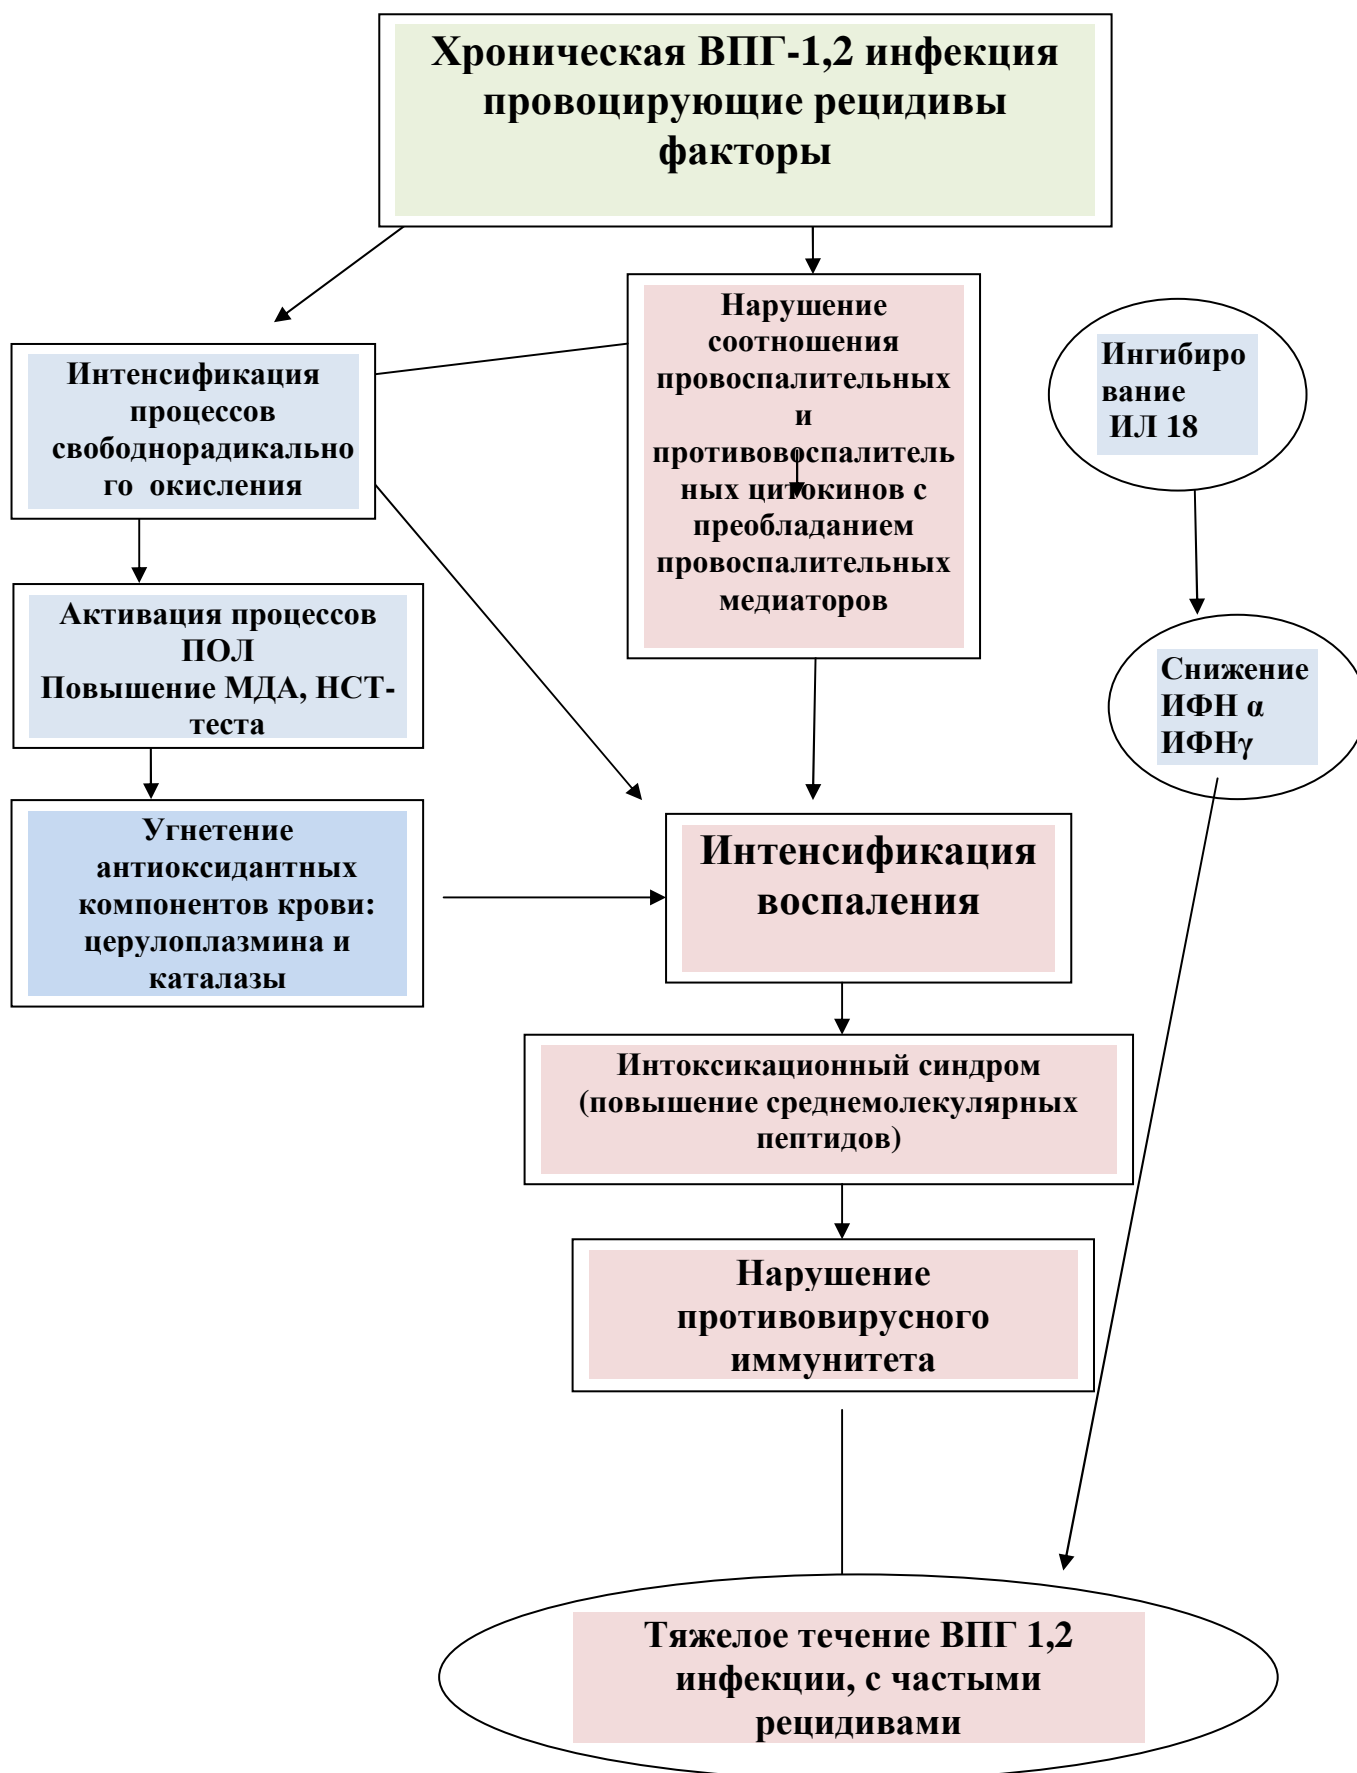 Хроническая ВПГ-1,2 инфекция
провоцирующие рецидивы
факторы
Нарушение
соотношения
провоспалительных
и
противовоспалитель
ных цитокинов с
преобладанием
провоспалительных
медиаторов
Ингибиро
вание
ИЛ 18
Интенсификация
процессов
свободнорадикально
го окисления
Активация процессов
ПОЛ
Повышение МДА, НСТ-
теста
Снижение
ИФН α
ИФНγ
Угнетение
антиоксидантных
компонентов крови:
церулоплазмина и
каталазы
Интенсификация
воспаления
Интоксикационный синдром
(повышение среднемолекулярных
пептидов)
Нарушение
противовирусного
иммунитета
Тяжелое течение ВПГ 1,2
инфекции, с частыми
рецидивами